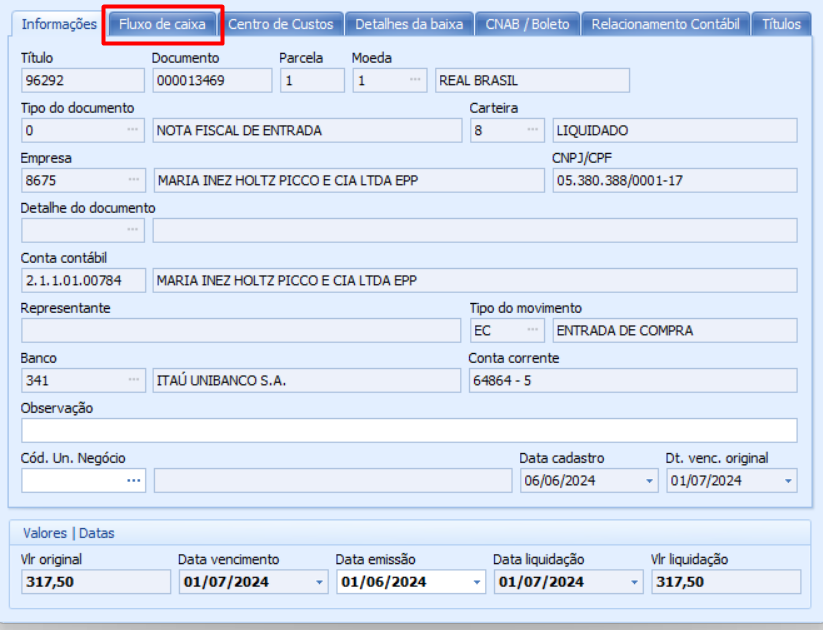 Informações Fluxo de caixa Centro de Custos Detalhes da baixa CNAB / Boleto Relacionamento Contábil Títulos
Título Documento Parcela Moeda
96292 000013469 1 1 ... REAL BRASIL
Tipo do documento Carteira
0 ... NOTA FISCAL DE ENTRADA 8 ... LIQUIDADO
Empresa CNPJ/CPF
8675 ... MARIA INEZ HOLTZ PICCO E CIA LTDA EPP 05.380.388/0001-17
Detalhe do documento
...
Conta contábil
2.1.1.01.00784 MARIA INEZ HOLTZ PICCO E CIA LTDA EPP
Representante Tipo do movimento
EC ... ENTRADA DE COMPRA
Banco Conta corrente
341 ... ITAÚ UNIBANCO S.A. 64864 - 5
Observação
Cód. Un. Negócio Data cadastro Dt. venc. original
... 06/06/2024 01/07/2024
Valores | Datas
Vlr original Data vencimento Data emissão Data liquidação Vlr liquidação
317,50 01/07/2024 01/06/2024 01/07/2024 317,50